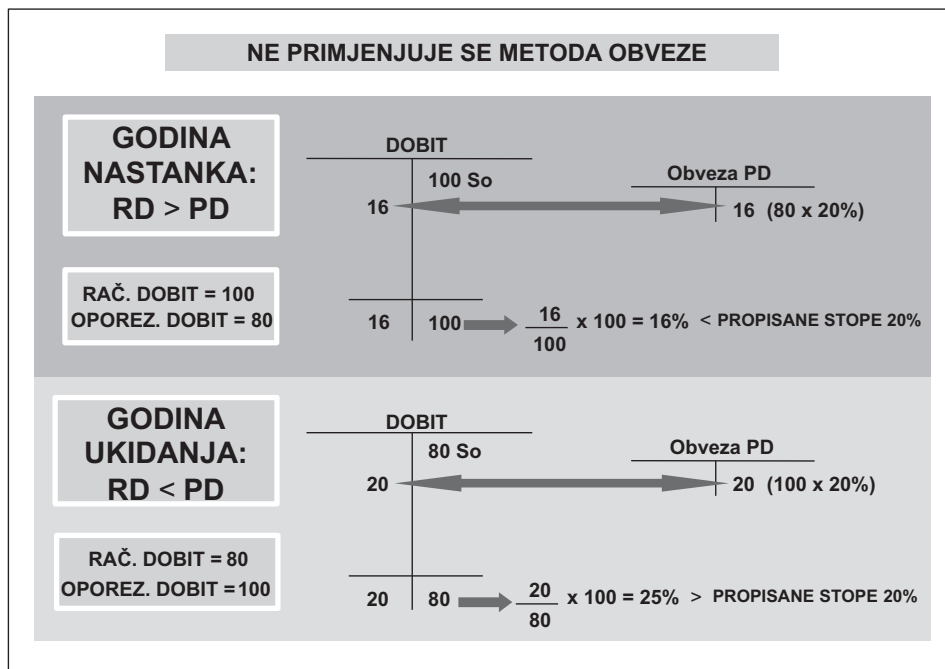 NE PRIMJENJUJE SE METODA OBVEZE
GODINA
NASTANKA:
RD > PD
RAČ. DOBIT = 100
OPOREZ. DOBIT = 80
DOBIT
100 So
16
Obveza PD
16 (80 x 20%)
16 100
16
100
x 100 = 16% < PROPISANE STOPE 20%
GODINA
UKIDANJA:
RD < PD
RAČ. DOBIT = 80
OPOREZ. DOBIT =100
DOBIT
80 So
20
Obveza PD
20 (100 x 20%)
20 80
20
80
x 100 = 25% > PROPISANE STOPE 20%